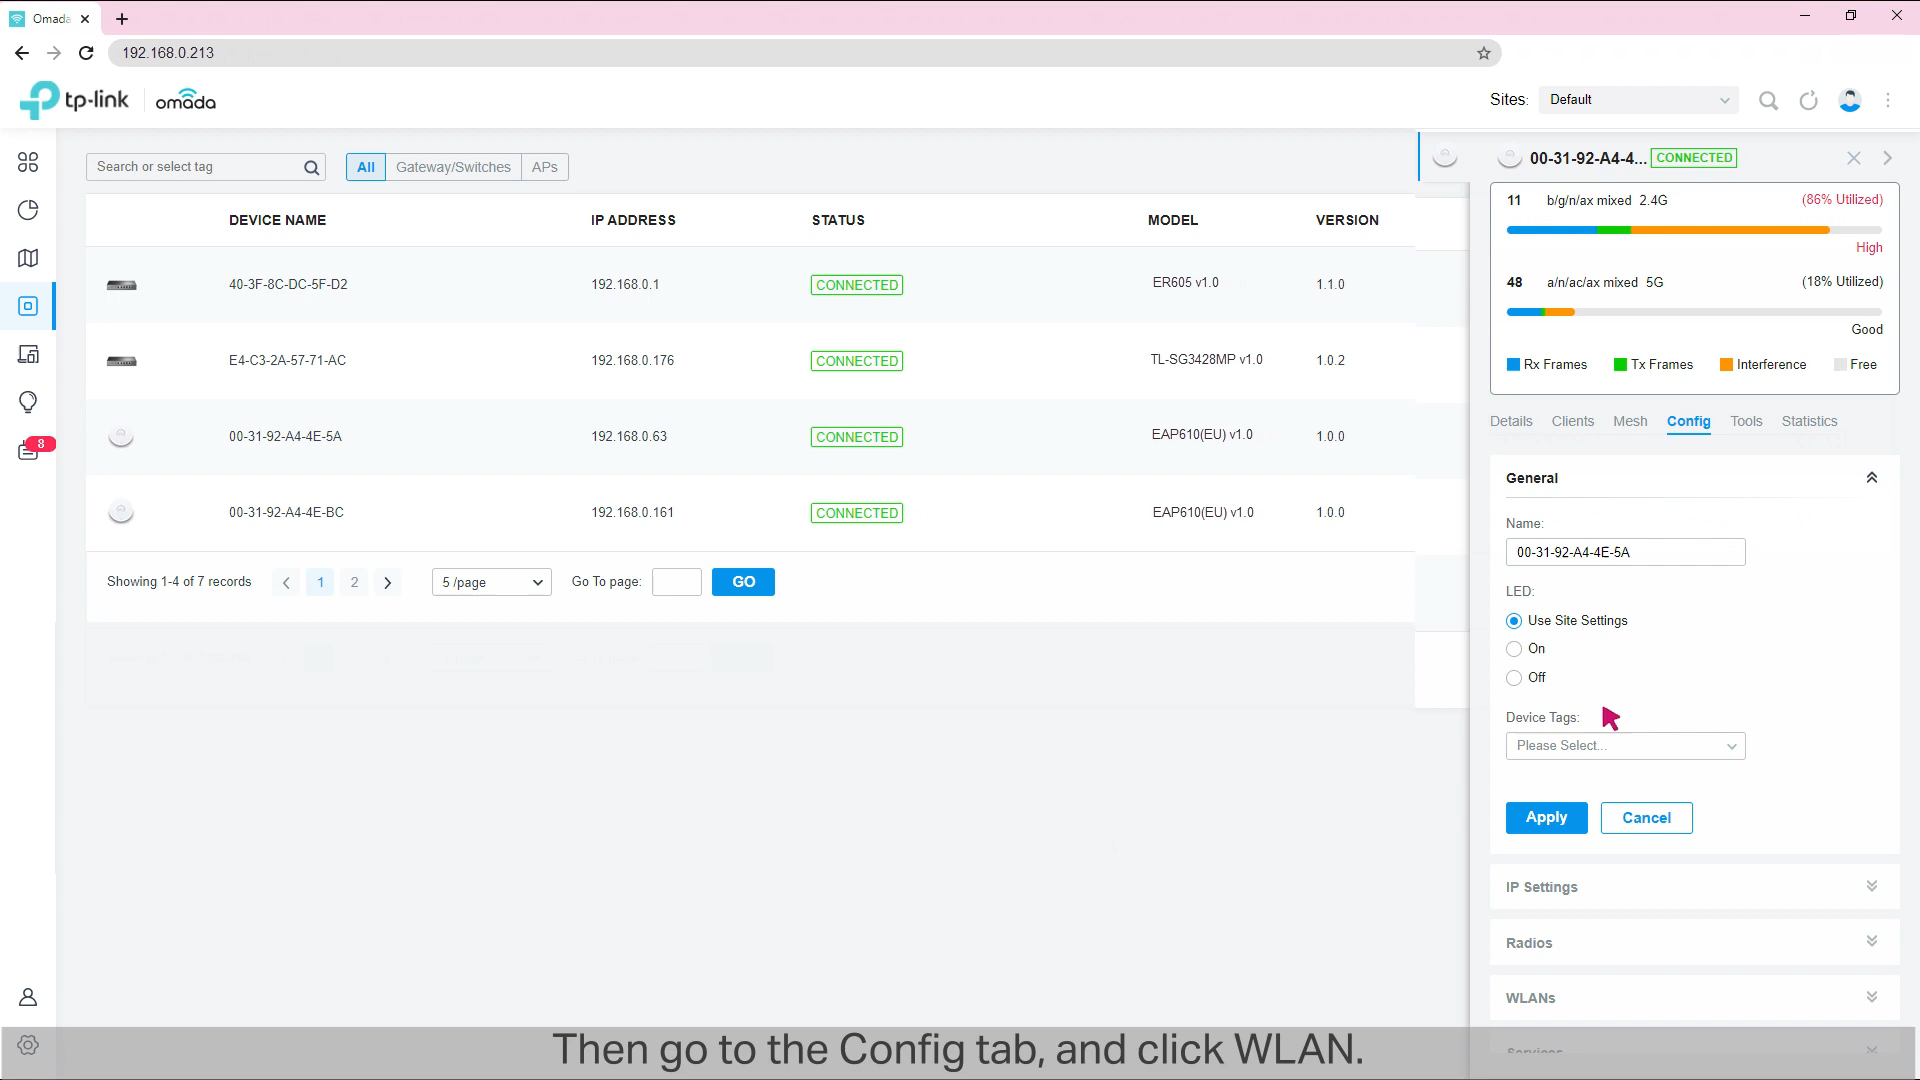 Omada
192.168.0.213
tp-link omada
Sites: Default
Search or select tag
All Gateway/Switches APs
DEVICE NAME IP ADDRESS STATUS MODEL VERSION
40-3F-8C-DC-5F-D2 192.168.0.1 CONNECTED ER605 v1.0 1.1.0
E4-C3-2A-57-71-AC 192.168.0.176 CONNECTED TL-SG3428MP v1.0 1.0.2
00-31-92-A4-4E-5A 192.168.0.63 CONNECTED EAP610(EU) v1.0 1.0.0
00-31-92-A4-4E-BC 192.168.0.161 CONNECTED EAP610(EU) v1.0 1.0.0
Showing 1-4 of 7 records 1 2 5 /page Go To page: GO
8
00-31-92-A4-4... CONNECTED
11 b/g/n/ax mixed 2.4G (86% Utilized)
High
48 a/n/ac/ax mixed 5G (18% Utilized)
Good
Rx Frames Tx Frames Interference Free
Details Clients Mesh Config Tools Statistics
General
Name:
00-31-92-A4-4E-5A
LED:
Use Site Settings
On
Off
Device Tags:
Please Select...
Apply Cancel
IP Settings
Radios
WLANs
Services
Then go to the Config tab, and click WLAN.